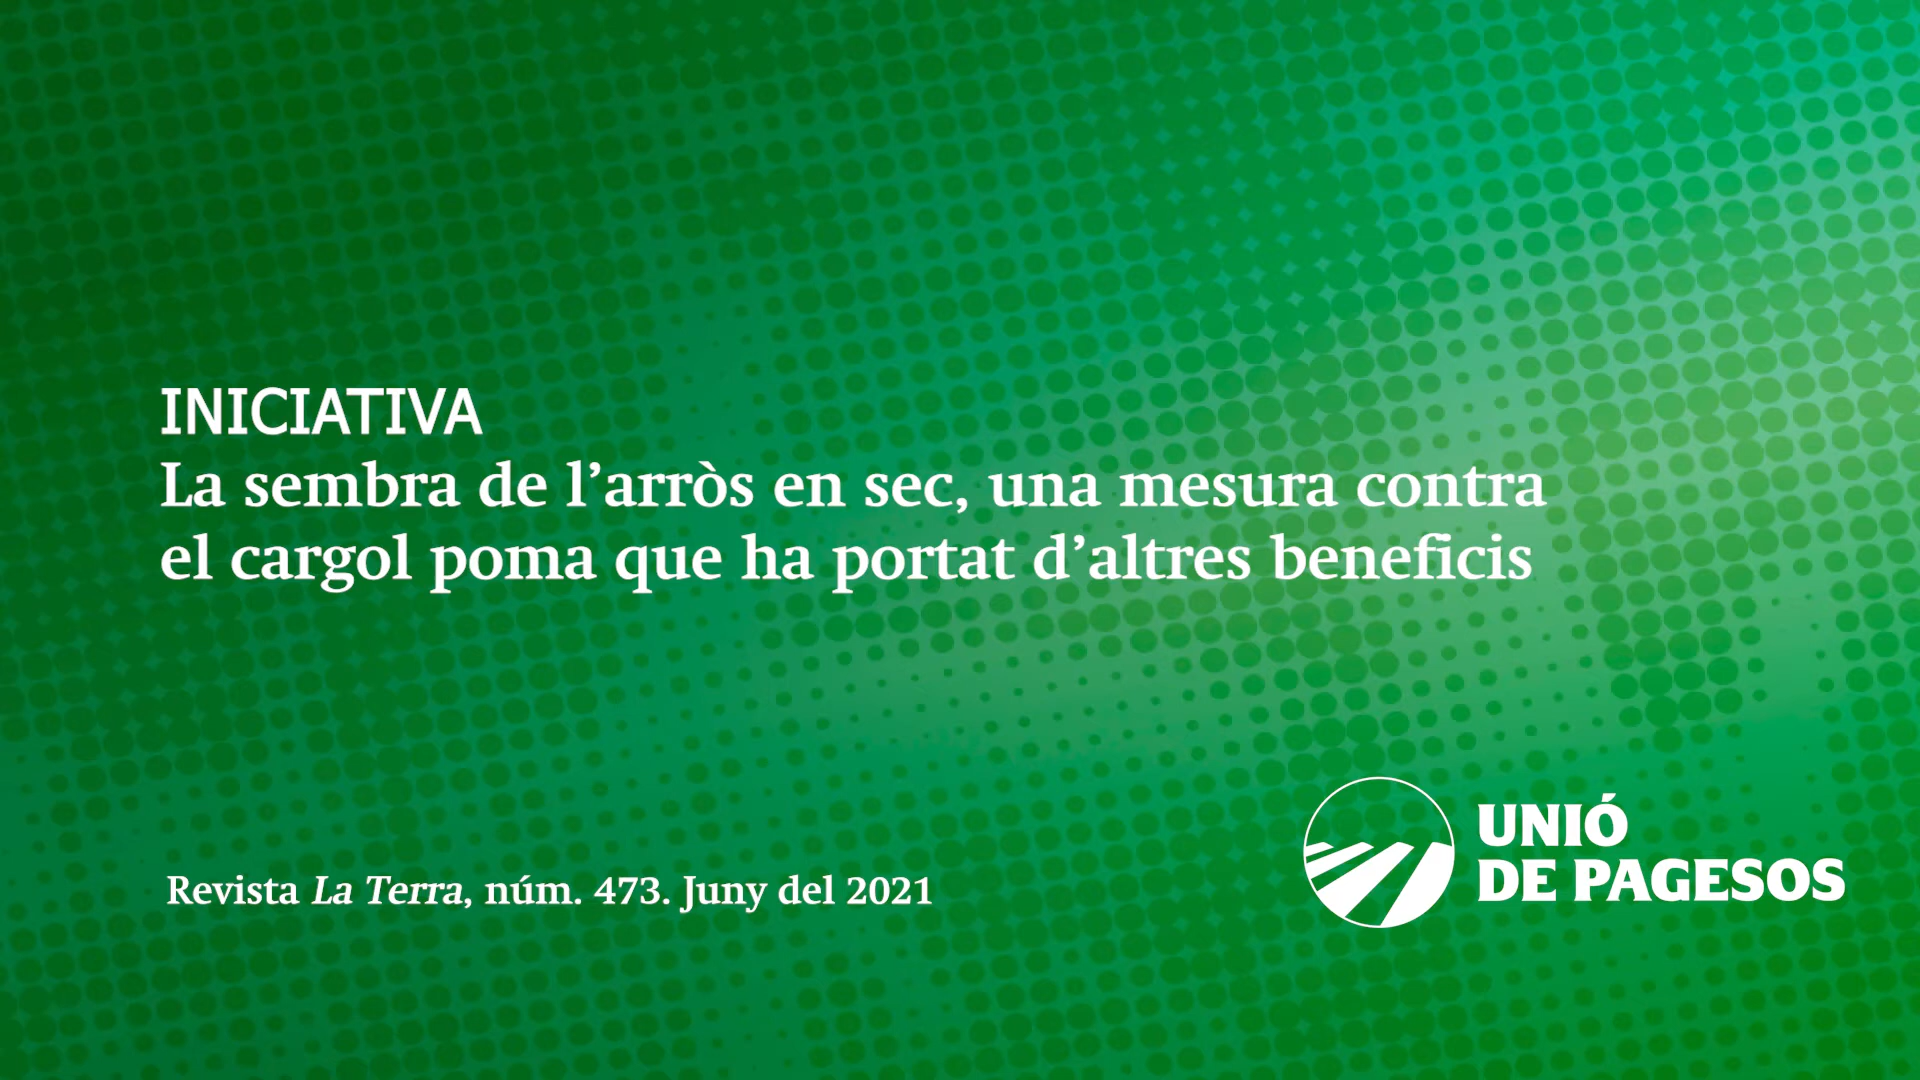 INICIATIVA
La sembra de l’arròs en sec, una mesura contra
el cargol poma que ha portat d’altres beneficis
Revista La Terra, núm. 473. Juny del 2021
UNIÓ
DE PAGESOS